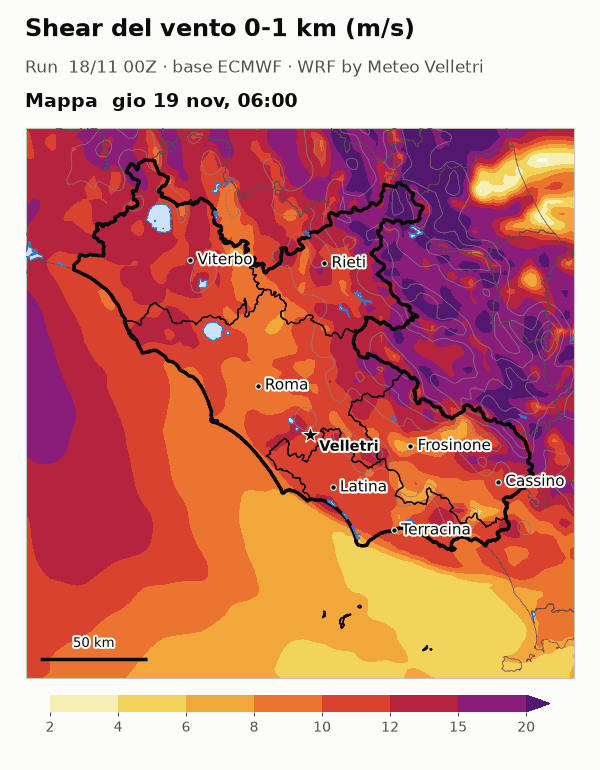 Shear del vento 0-1 km (m/s)
Run  18/11 00Z · base ECMWF · WRF by Meteo Velletri
Mappa  gio 19 nov, 06:00
Viterbo
Rieti
Roma
Velletri
Frosinone
Latina
Cassino
Terracina
50 km
2 4 6 8 10 12 15 20